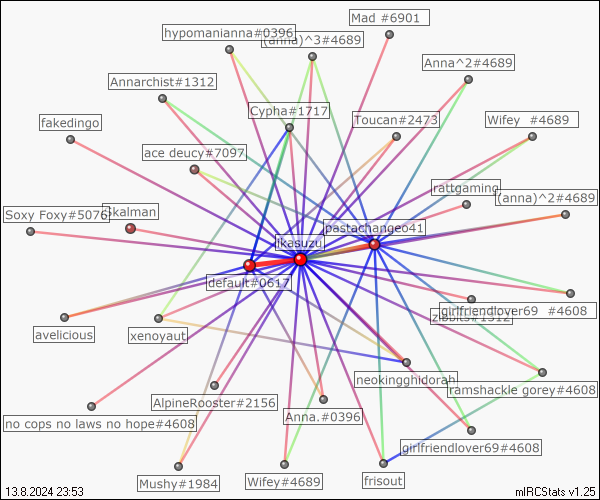 Mad #6901
hypomanianna#0396
(anna)^3#4689
Anna^2#4689
Annarchist#1312
Cypha#1717
Toucan#2473
Wifey #4689
fakedingo
ace deucy#7097
rattgaming
(anna)^2#4689
Soxy Foxy#5076
skalman
pastachange041
ikasuzu
default#0617
girlfriendlover69 #4608
zibbits#1312
avelicious
xenoyaut
neokingghidorah
ramshackle gorey#4608
AlpineRooster#2156
Anna.#0396
no cops no laws no hope#4608
girlfriendlover69#4608
Mushy#1984
Wifey#4689
frisout
13.8.2024 23:53
mIRCStats v1.25